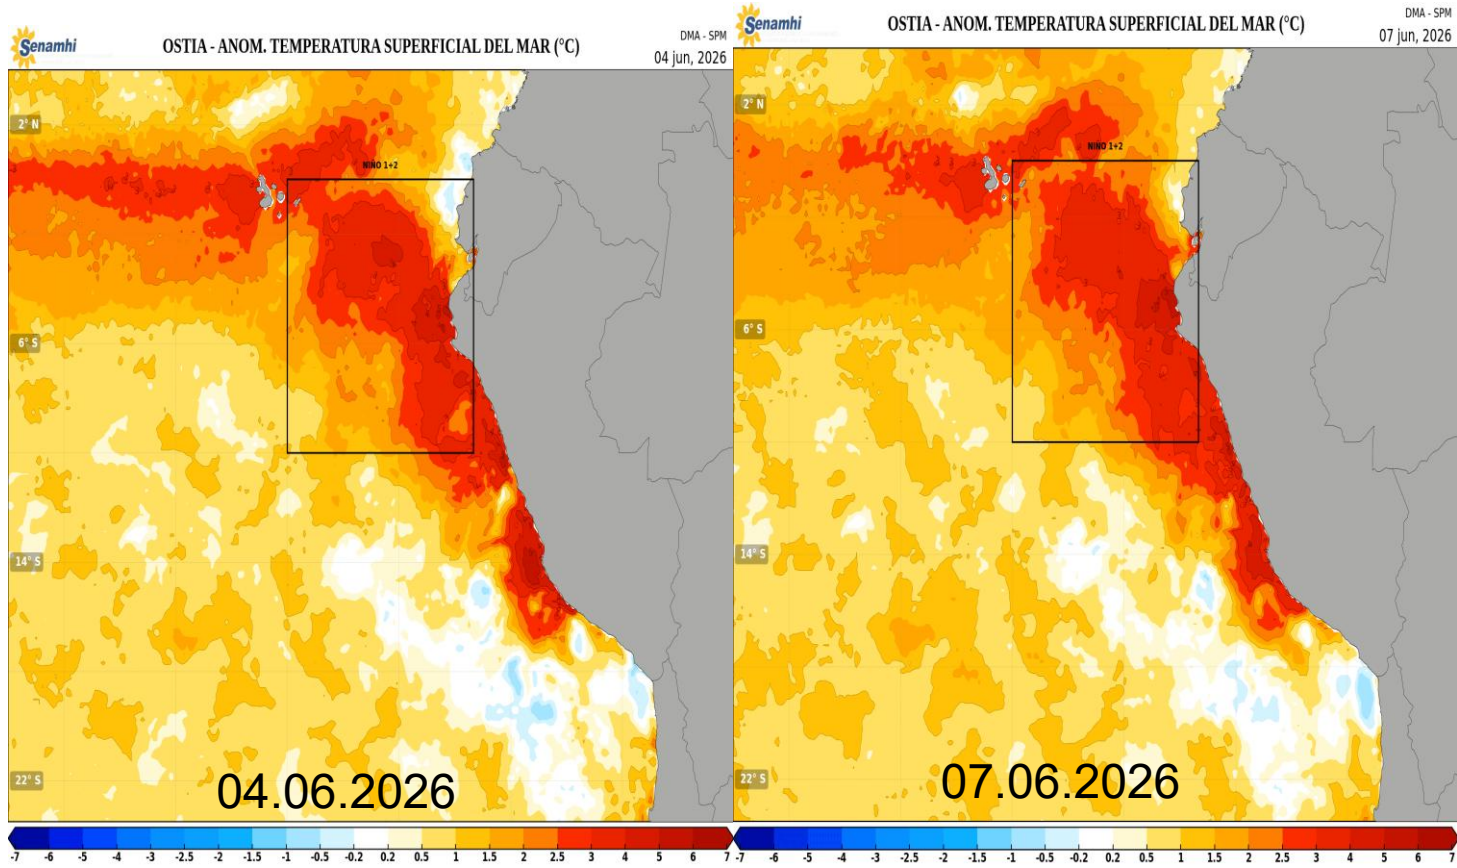 Senamhi
OSTIA - ANOM. TEMPERATURA SUPERFICIAL DEL MAR (°C)
DMA - SPM
04 jun, 2026
2° N
NIÑO 1+2
6° S
14° S
22° S
04.06.2026
-7 -6 -5 -4 -3 -2.5 -2 -1.5 -1 -0.5 -0.2 0.2 0.5 1 1.5 2 2.5 3 4 5 6 7
Senamhi
OSTIA - ANOM. TEMPERATURA SUPERFICIAL DEL MAR (°C)
DMA - SPM
07 jun, 2026
2° N
NIÑO 1+2
6° S
14° S
22° S
07.06.2026
-7 -6 -5 -4 -3 -2.5 -2 -1.5 -1 -0.5 -0.2 0.2 0.5 1 1.5 2 2.5 3 4 5 6 7